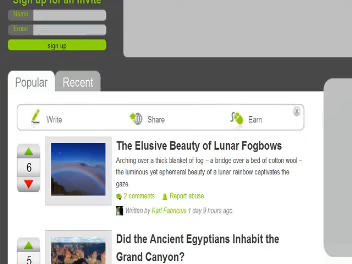 Sign up for an invite
Name
Email
sign up
Popular Recent
Write Share Earn
The Elusive Beauty of Lunar Fogbows
6
Arching over a thick blanket of fog – a bridge over a bed of cotton wool –
the luminous yet ephemeral beauty of a lunar rainbow captivates the
gaze.
2 comments Report abuse
Written by Karl Fabricius 1 day 9 hours ago.
Did the Ancient Egyptians Inhabit the
Grand Canyon?
5